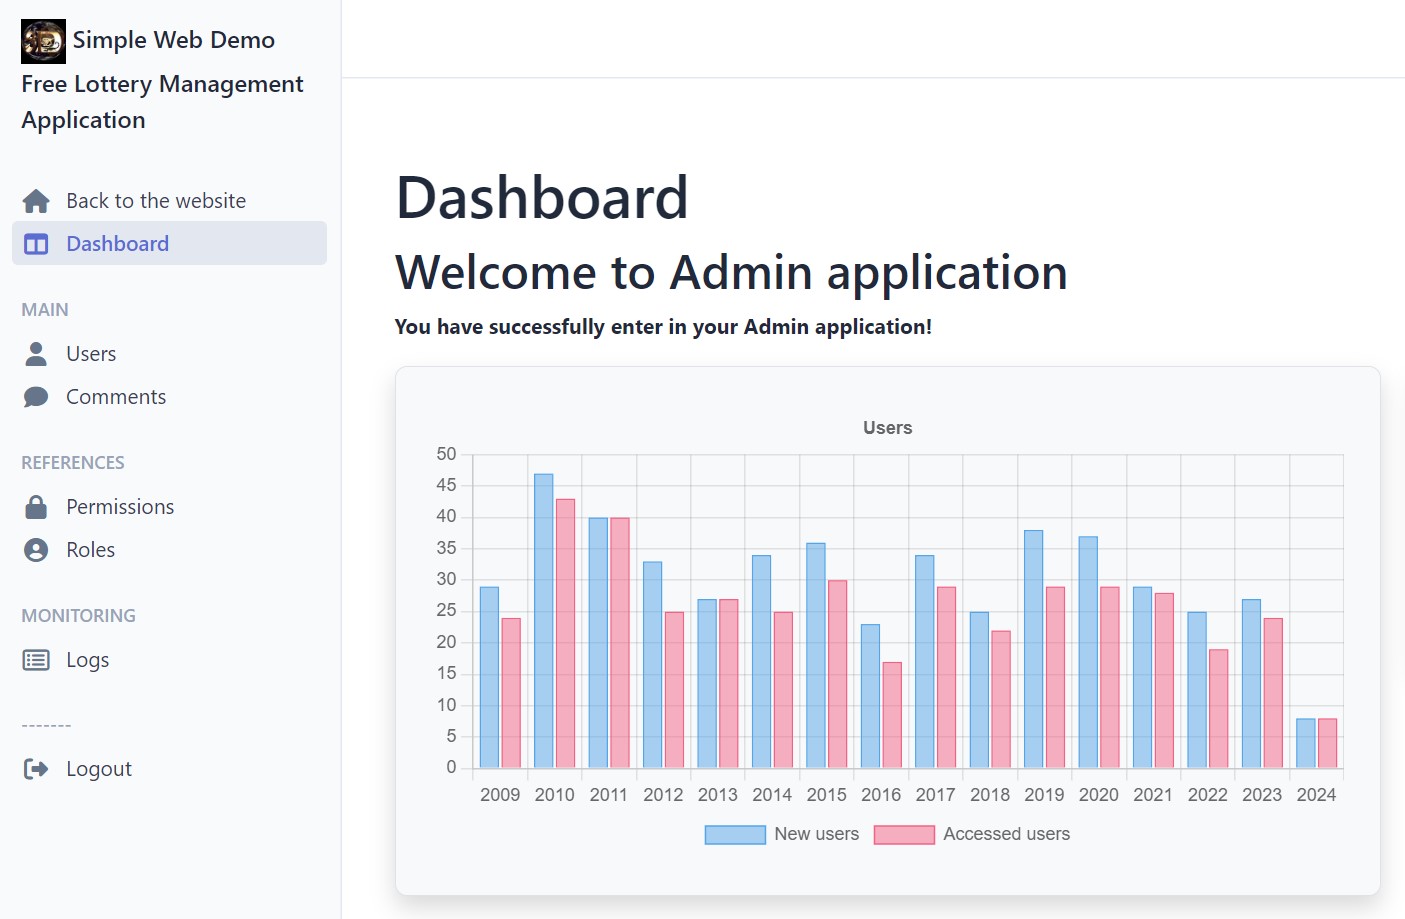 Simple Web Demo
Free Lottery Management
Application
Back to the website
Dashboard
MAIN
Users
Comments
REFERENCES
Permissions
Roles
MONITORING
Logs
-------
Logout
Dashboard
Welcome to Admin application
You have successfully enter in your Admin application!
Users
50
45
40
35
30
25
20
15
10
5
0
2009 2010 2011 2012 2013 2014 2015 2016 2017 2018 2019 2020 2021 2022 2023 2024
New users Accessed users